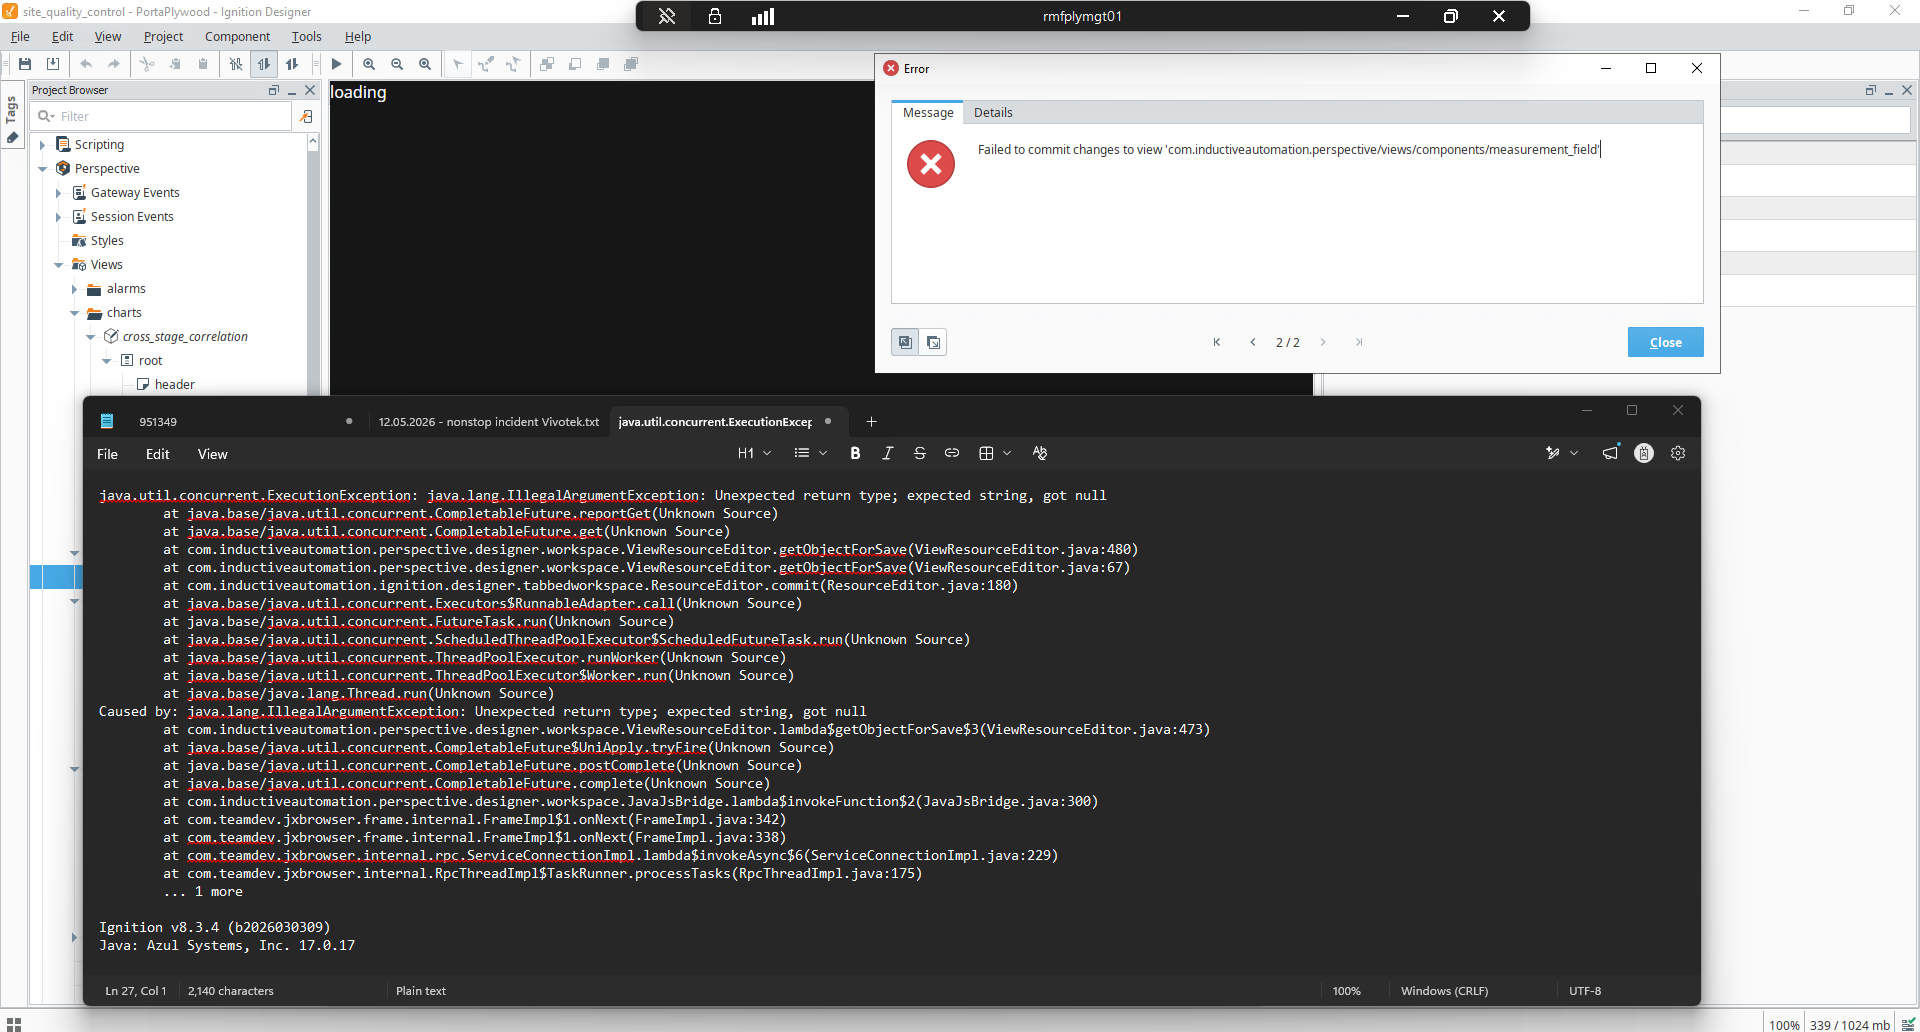 site_quality_control - PortaPlywood - Ignition Designer
rmfplymgt01
File Edit View Project Component Tools Help
Tags
Project Browser
Filter
Scripting
Perspective
Gateway Events
Session Events
Styles
Views
alarms
charts
cross_stage_correlation
root
header
loading
Error
Message Details
Failed to commit changes to view 'com.inductiveautomation.perspective/views/components/measurement_field'
2 / 2
Close
951349
12.05.2026 - nonstop incident Vivotek.txt
java.util.concurrent.ExecutionExcep
File Edit View
H1
java.util.concurrent.ExecutionException: java.lang.IllegalArgumentException: Unexpected return type; expected string, got null
at java.base/java.util.concurrent.CompletableFuture.reportGet(Unknown Source)
at java.base/java.util.concurrent.CompletableFuture.get(Unknown Source)
at com.inductiveautomation.perspective.designer.workspace.ViewResourceEditor.getObjectForSave(ViewResourceEditor.java:480)
at com.inductiveautomation.perspective.designer.workspace.ViewResourceEditor.getObjectForSave(ViewResourceEditor.java:67)
at com.inductiveautomation.ignition.designer.tabbedworkspace.ResourceEditor.commit(ResourceEditor.java:180)
at java.base/java.util.concurrent.Executors$RunnableAdapter.call(Unknown Source)
at java.base/java.util.concurrent.FutureTask.run(Unknown Source)
at java.base/java.util.concurrent.ScheduledThreadPoolExecutor$ScheduledFutureTask.run(Unknown Source)
at java.base/java.util.concurrent.ThreadPoolExecutor.runWorker(Unknown Source)
at java.base/java.util.concurrent.ThreadPoolExecutor$Worker.run(Unknown Source)
at java.base/java.lang.Thread.run(Unknown Source)
Caused by: java.lang.IllegalArgumentException: Unexpected return type; expected string, got null
at com.inductiveautomation.perspective.designer.workspace.ViewResourceEditor.lambda$getObjectForSave$3(ViewResourceEditor.java:473)
at java.base/java.util.concurrent.CompletableFuture$UniApply.tryFire(Unknown Source)
at java.base/java.util.concurrent.CompletableFuture.postComplete(Unknown Source)
at java.base/java.util.concurrent.CompletableFuture.complete(Unknown Source)
at com.inductiveautomation.perspective.designer.workspace.JavaJsBridge.lambda$invokeFunction$2(JavaJsBridge.java:300)
at com.teamdev.jxbrowser.frame.internal.FrameImpl$1.onNext(FrameImpl.java:342)
at com.teamdev.jxbrowser.frame.internal.FrameImpl$1.onNext(FrameImpl.java:338)
at com.teamdev.jxbrowser.internal.rpc.ServiceConnectionImpl.lambda$invokeAsync$6(ServiceConnectionImpl.java:229)
at com.teamdev.jxbrowser.internal.RpcThreadImpl$TaskRunner.processTasks(RpcThreadImpl.java:175)
... 1 more
Ignition v8.3.4 (b2026030309)
Java: Azul Systems, Inc. 17.0.17
Ln 27, Col 1 2,140 characters Plain text 100% Windows (CRLF) UTF-8
100% 339 / 1024 mb